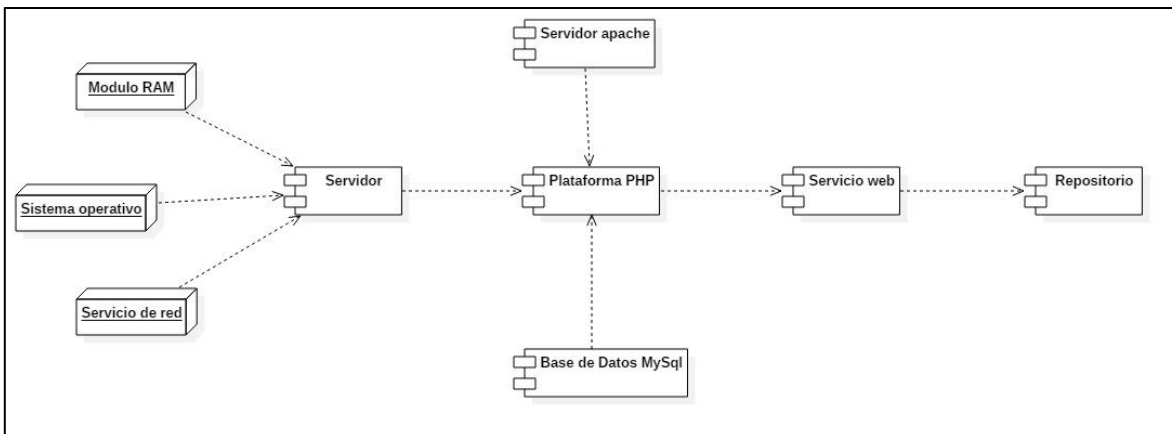 Servidor apache
Modulo RAM
Servidor
Plataforma PHP
Servicio web
Repositorio
Sistema operativo
Servicio de red
Base de Datos MySql